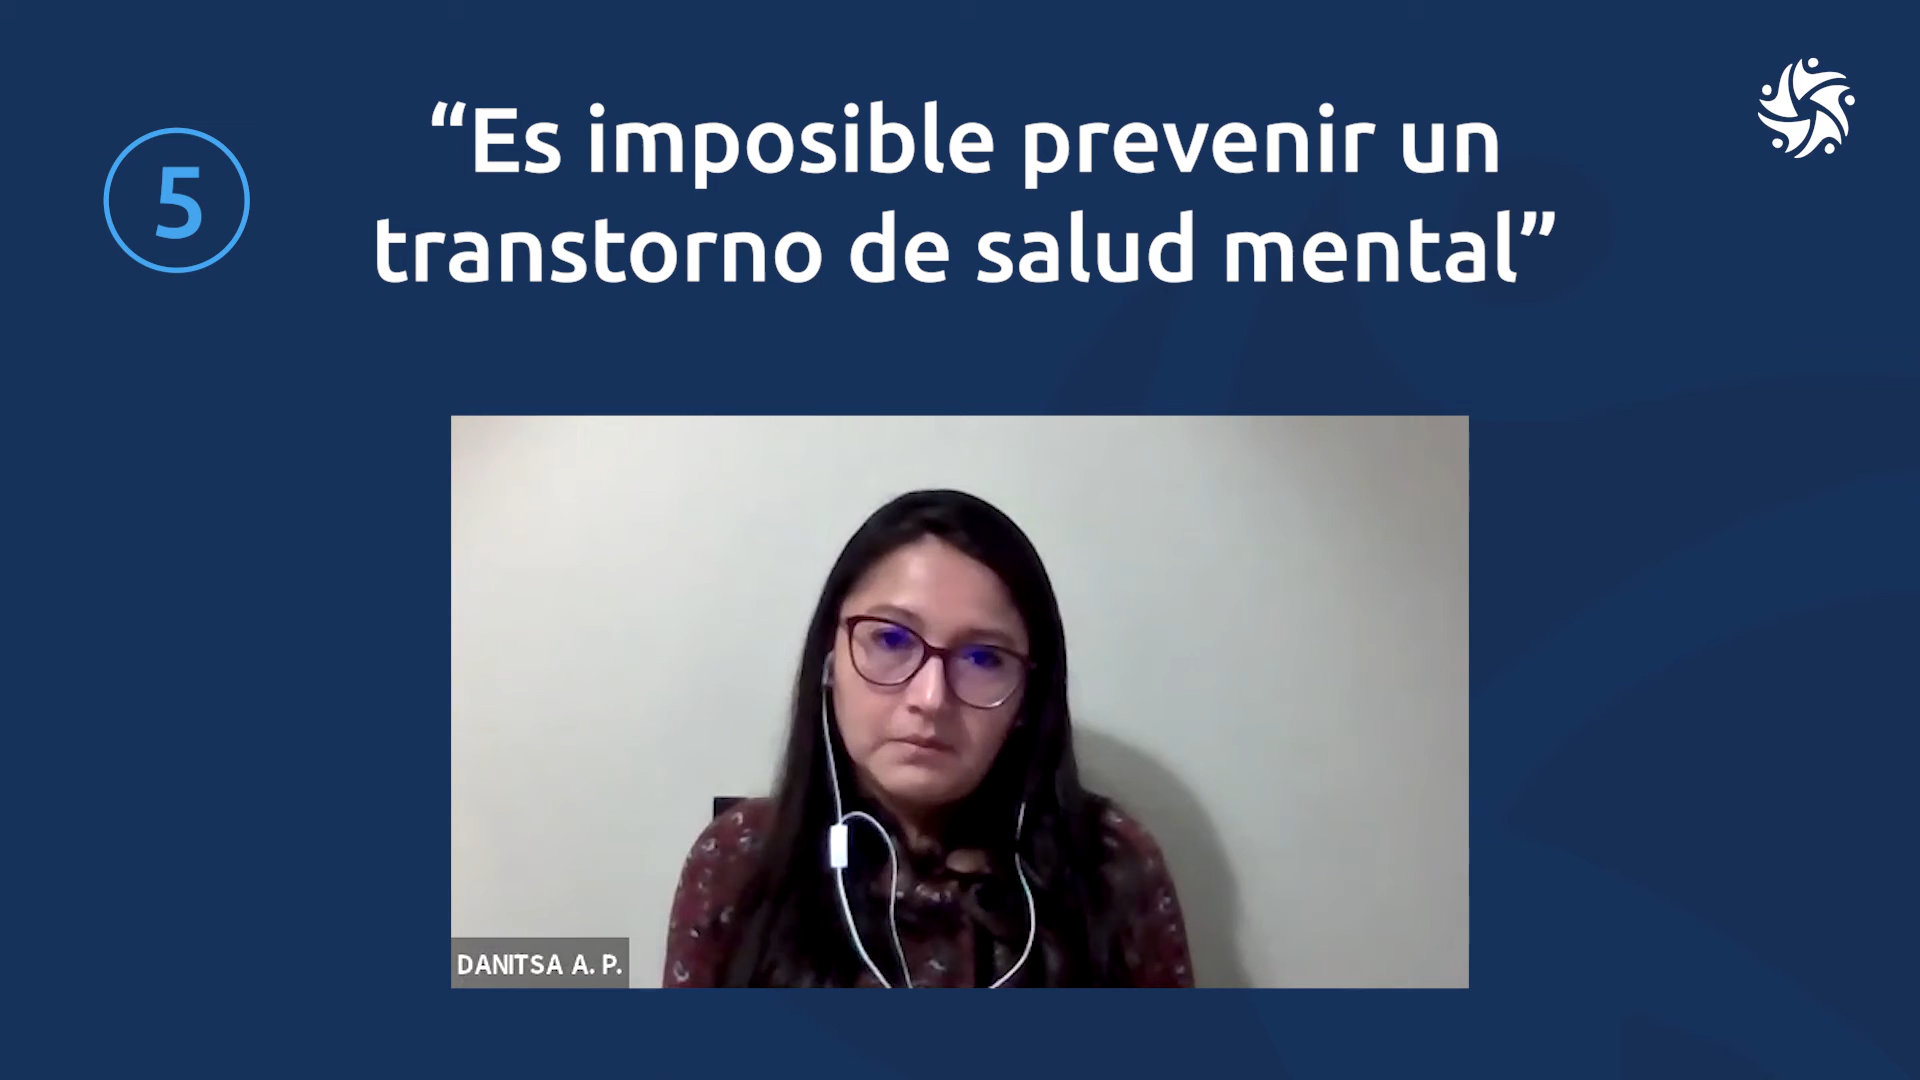 5
“Es imposible prevenir un
transtorno de salud mental”
DANITSA A. P.